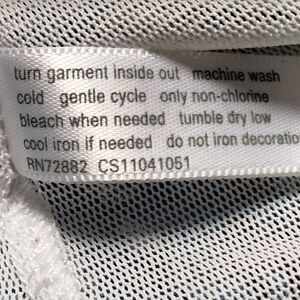 turn garment inside out machine wash
cold gentle cycle only non-chlorine
bleach when needed tumble dry low
cool iron if needed do not iron decoratio
RN72882 CS11041051